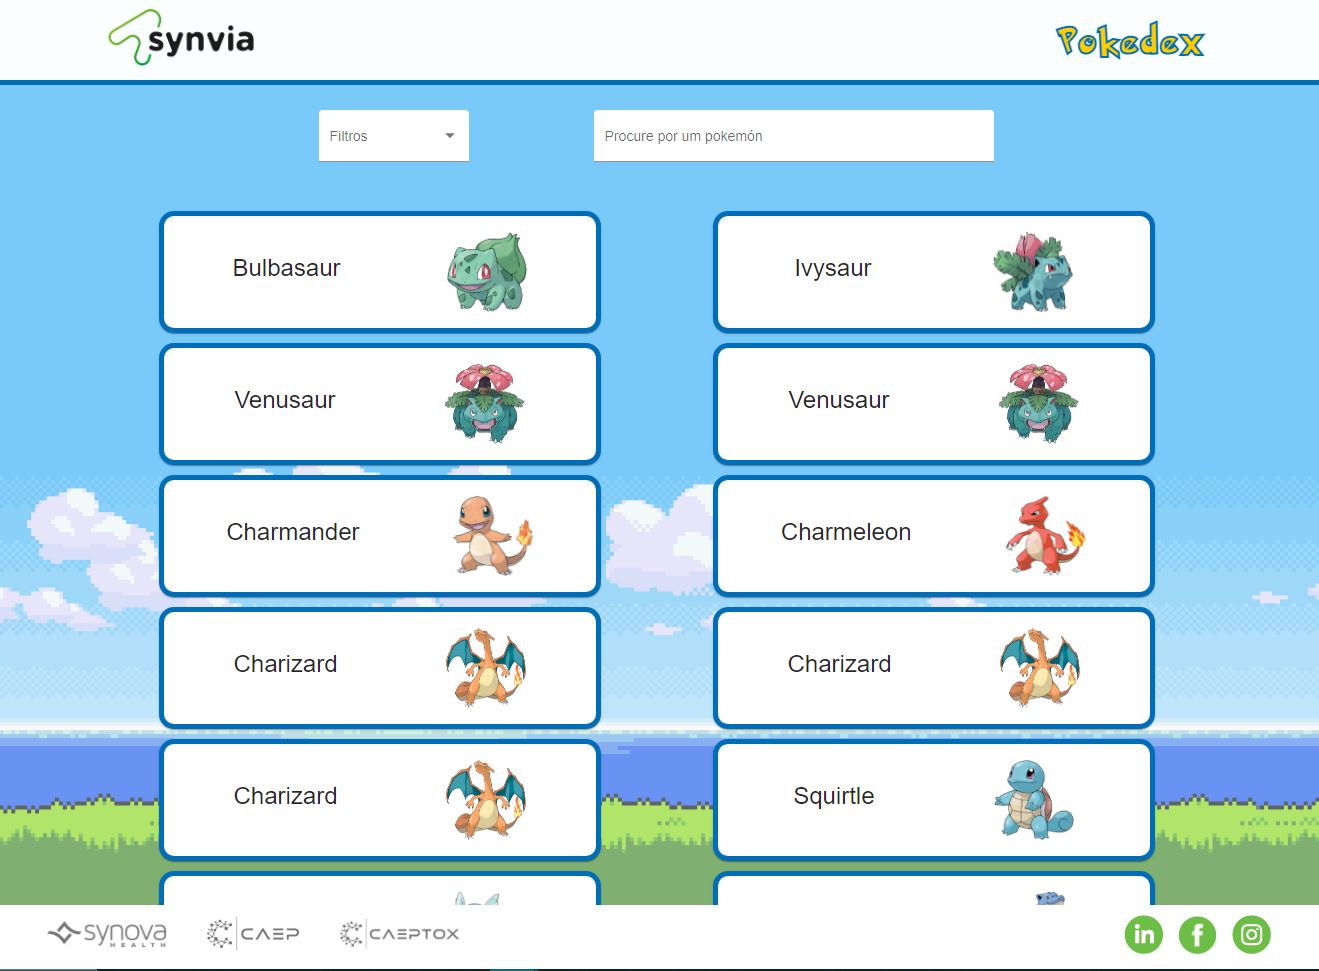 synvia
Pokedex
Filtros
Procure por um pokemón
Bulbasaur
Ivysaur
Venusaur
Venusaur
Charmander
Charmeleon
Charizard
Charizard
Charizard
Squirtle
synova
HEALTH
CAEP
CAEPTOX
in
f